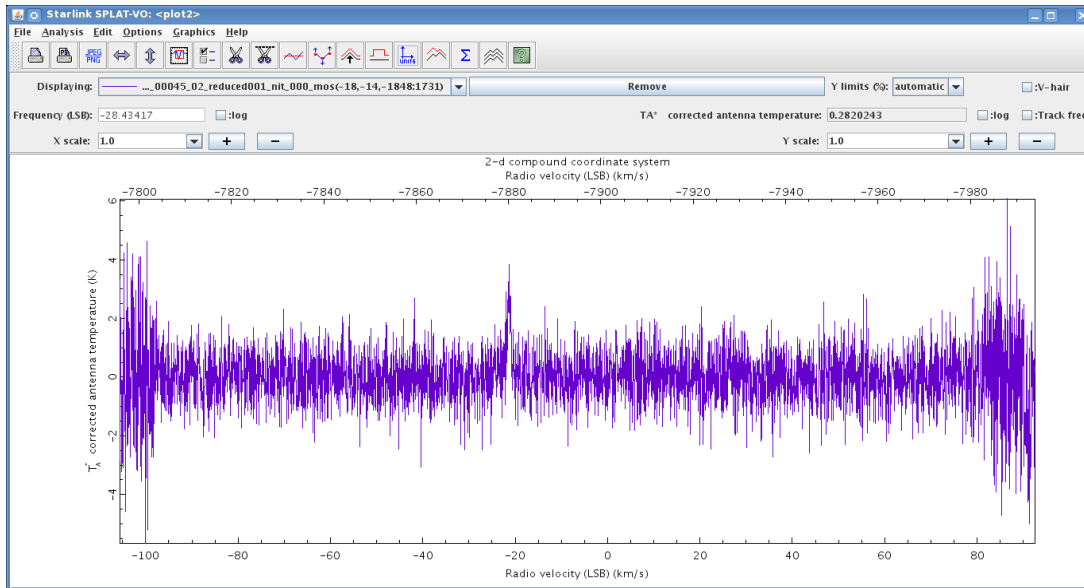 Starlink SPLAT-VO: <plot2>
File Analysis Edit Options Graphics Help
JPEG
PNG
units
Σ
?
Displaying: ..._00045_02_reduced001_nit_000_mos(-18,-14,-1848:1731) Remove Y limits (%): automatic :V-hair
Frequency (LSB): -28.43417 :log TA* corrected antenna temperature: 0.2820243 :log :Track fre
X scale: 1.0 + − Y scale: 1.0 + −
2-d compound coordinate system
Radio velocity (LSB) (km/s)
−7800 −7820 −7840 −7860 −7880 −7900 −7920 −7940 −7960 −7980
6
4
2
0
−2
−4
T*A corrected antennna temperature (K)
−100 −80 −60 −40 −20 0 20 40 60 80
Radio velocity (LSB) (km/s)